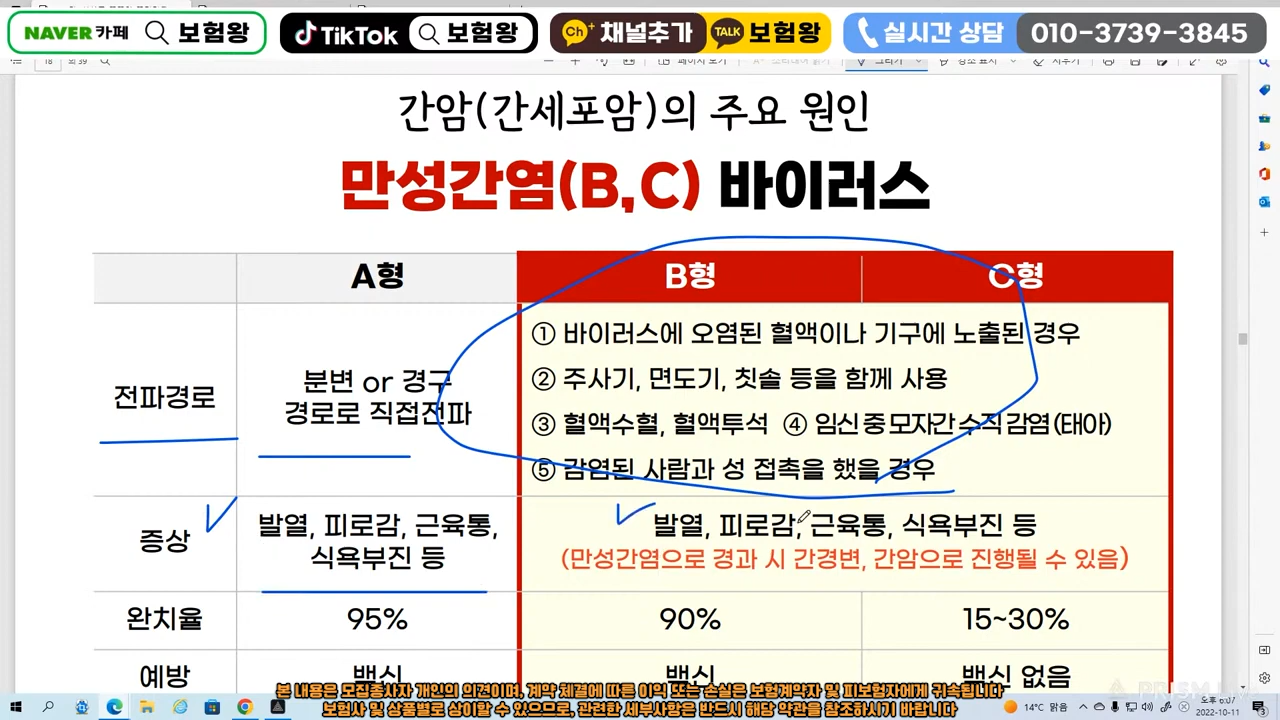 NAVER 카페 보험왕 TikTok 보험왕 Ch+ 채널추가 TALK 보험왕 실시간 상담 010-3739-3845
간암(간세포암)의 주요 원인
만성간염(B,C) 바이러스
A형 B형 C형
전파경로
분변 or 경구
경로로 직접전파
① 바이러스에 오염된 혈액이나 기구에 노출된 경우
② 주사기, 면도기, 칫솔 등을 함께 사용
③ 혈액수혈, 혈액투석 ④ 임신 중 모자간 수직 감염 (태아)
⑤ 감염된 사람과 성 접촉을 했을 경우
증상
발열, 피로감, 근육통,
식욕부진 등
발열, 피로감, 근육통, 식욕부진 등
(만성간염으로 경과 시 간경변, 간암으로 진행될 수 있음)
완치율 95% 90% 15~30%
예방 백신 백신 백신 없음
본 내용은 모집종사자 개인의 의견이며, 계약 체결에 따른 이익 또는 손실은 보험계약자 및 피보험자에게 귀속됩니다
보험사 및 상품별로 상이할 수 있으므로, 관련한 세부사항은 반드시 해당 약관을 참조하시기 바랍니다
14°C 맑음
오후 6:07
2022-10-11